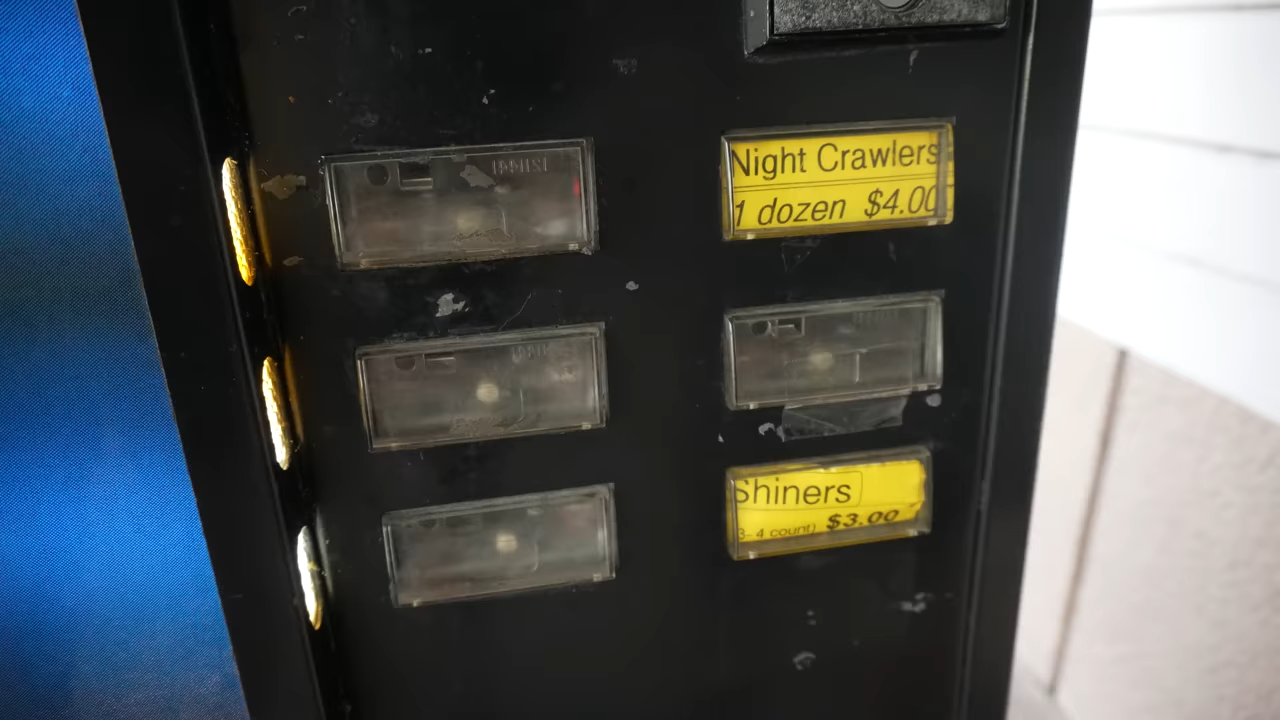 Night Crawlers
1 dozen $4.00
Shiners
3-4 count) $3.00